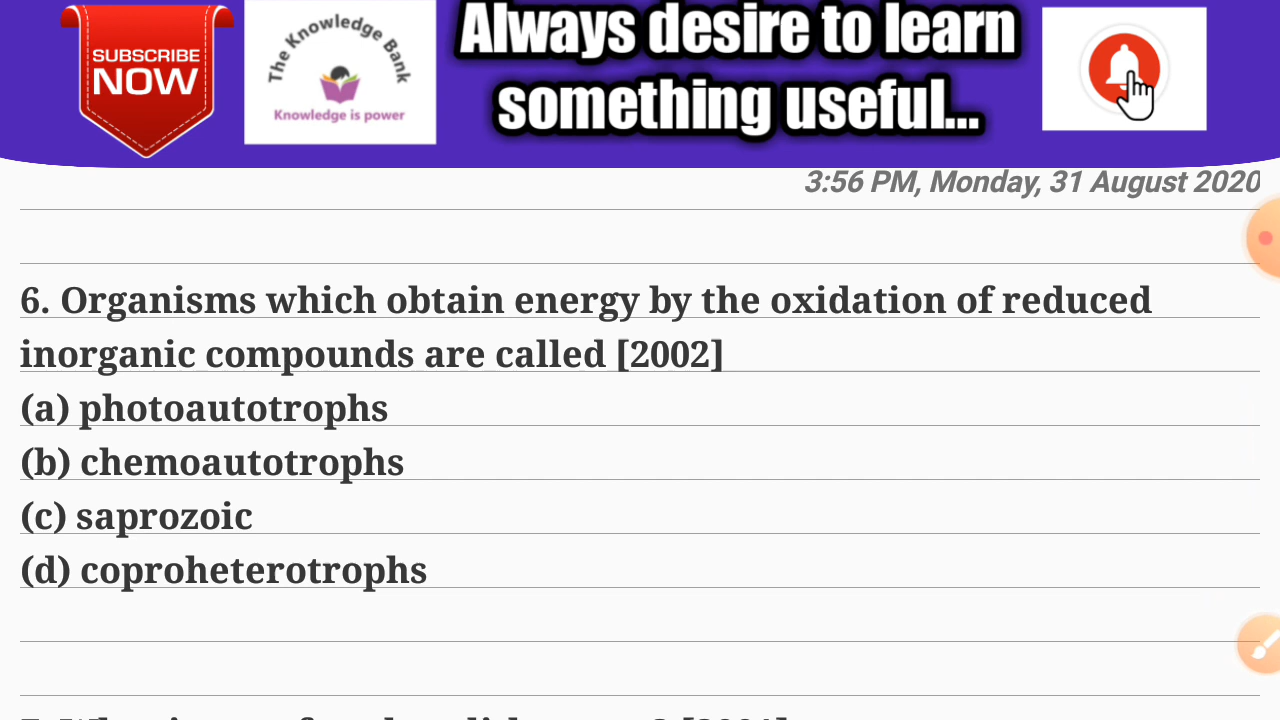 SUBSCRIBE
NOW
The Knowledge Bank
Knowledge is power
Always desire to learn
something useful...
3:56 PM, Monday, 31 August 2020
6. Organisms which obtain energy by the oxidation of reduced
inorganic compounds are called [2002]
(a) photoautotrophs
(b) chemoautotrophs
(c) saprozoic
(d) coproheterotrophs